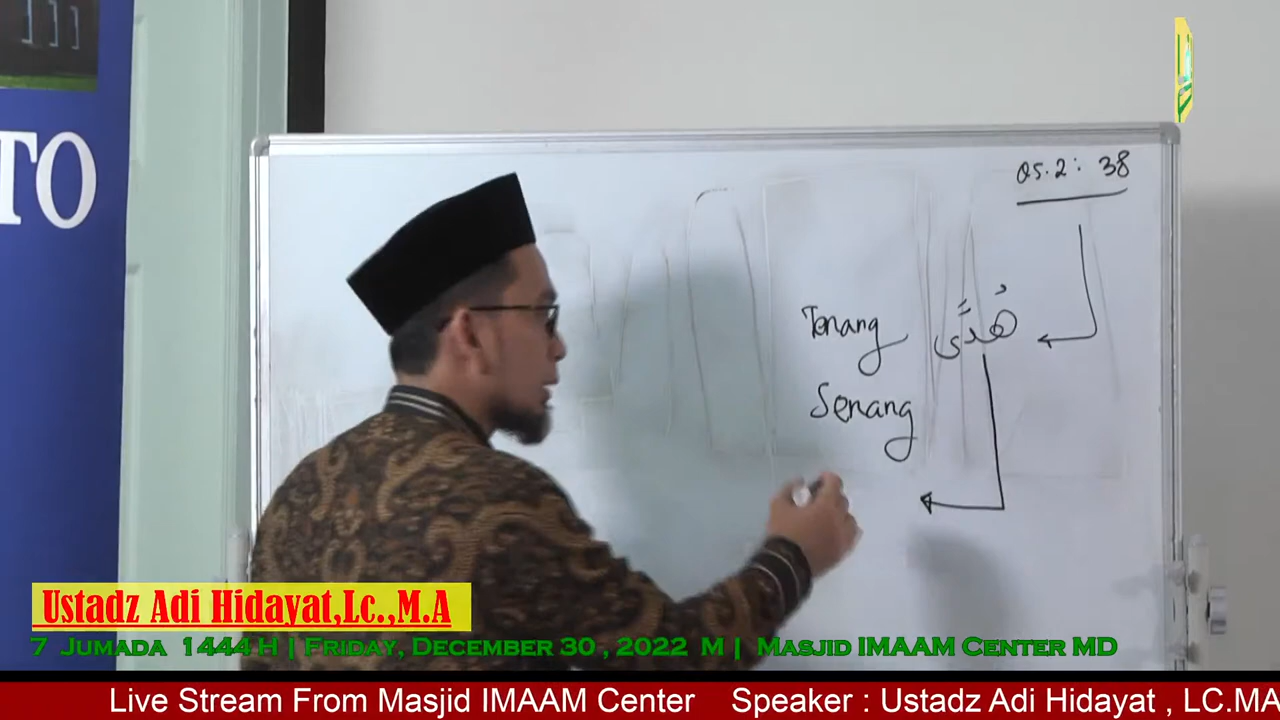 TO
QS. 2 : 38
هُدًى
Tenang
Senang
Ustadz Adi Hidayat,Lc.,M.A
7 Jumada 1444 H | Friday, December 30 , 2022 M | Masjid IMAAM Center MD
Live Stream From Masjid IMAAM Center Speaker : Ustadz Adi Hidayat , LC.MA